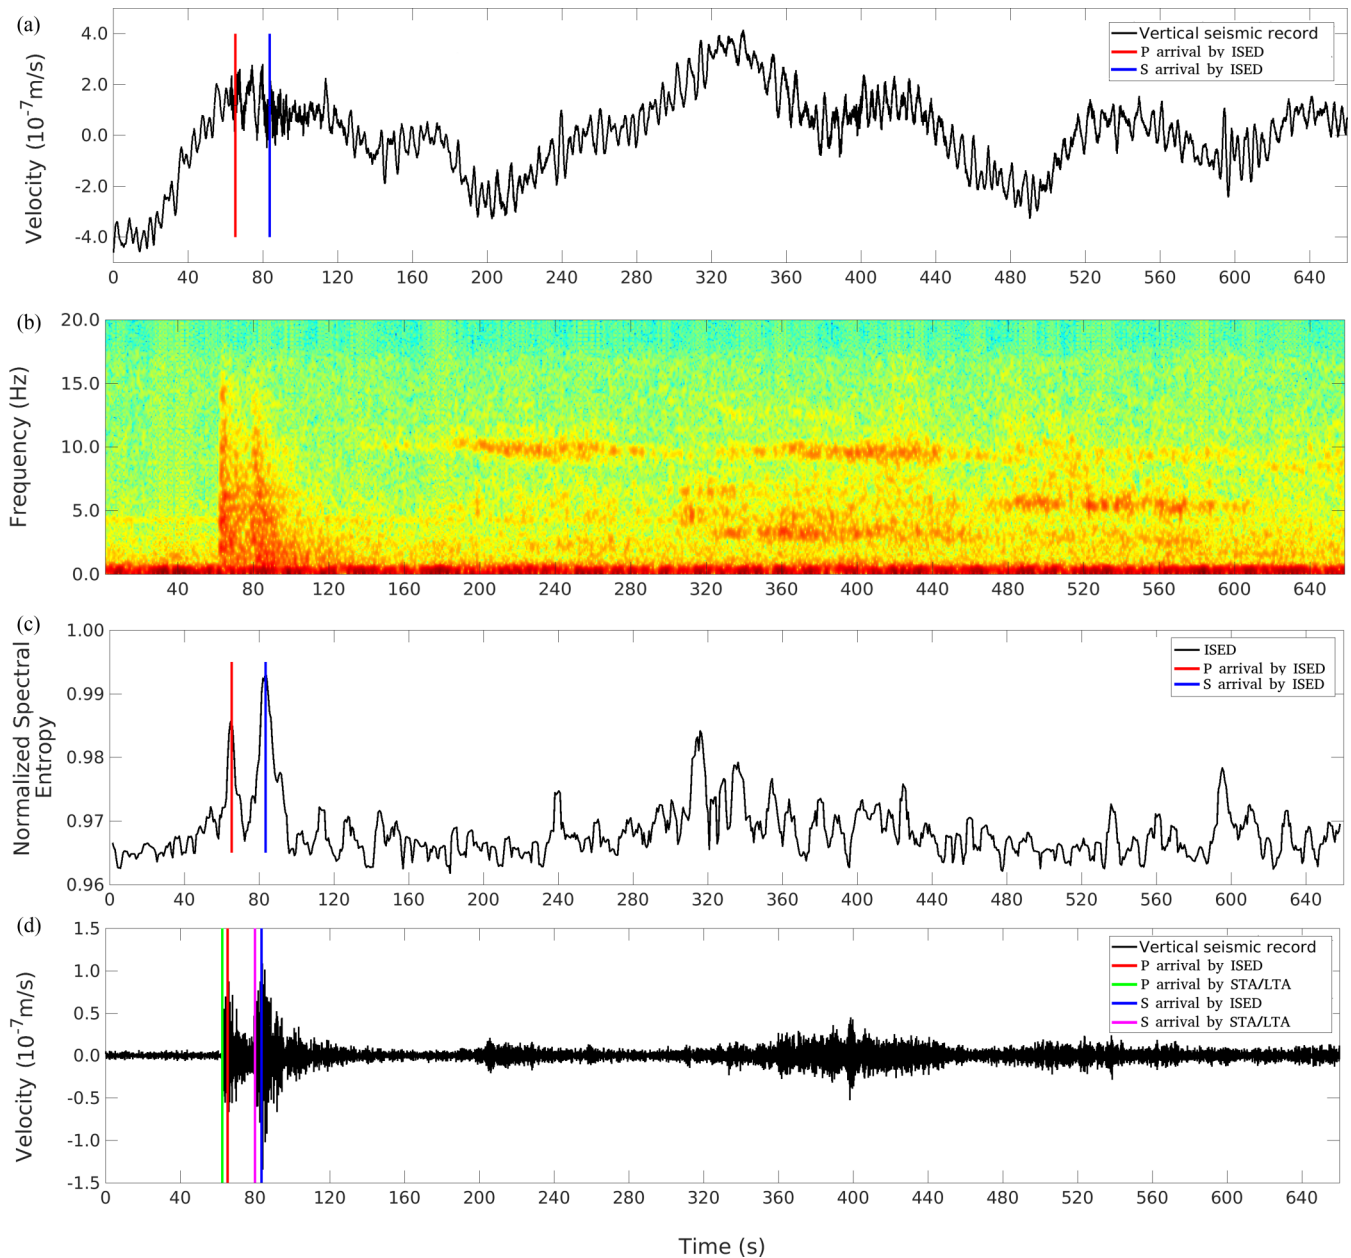 (a)
Velocity (10⁻⁷m/s)
4.0
2.0
0.0
-2.0
-4.0
Vertical seismic record
P arrival by ISED
S arrival by ISED
0 40 80 120 160 200 240 280 320 360 400 440 480 520 560 600 640
(b)
Frequency (Hz)
20.0
15.0
10.0
5.0
0.0
40 80 120 160 200 240 280 320 360 400 440 480 520 560 600 640
(c)
Normalized Spectral
Entropy
1.00
0.99
0.98
0.97
0.96
ISED
P arrival by ISED
S arrival by ISED
0 40 80 120 160 200 240 280 320 360 400 440 480 520 560 600 640
(d)
Velocity (10⁻⁷m/s)
1.5
1.0
0.5
0.0
-0.5
-1.0
-1.5
Vertical seismic record
P arrival by ISED
P arrival by STA/LTA
S arrival by ISED
S arrival by STA/LTA
0 40 80 120 160 200 240 280 320 360 400 440 480 520 560 600 640
Time (s)